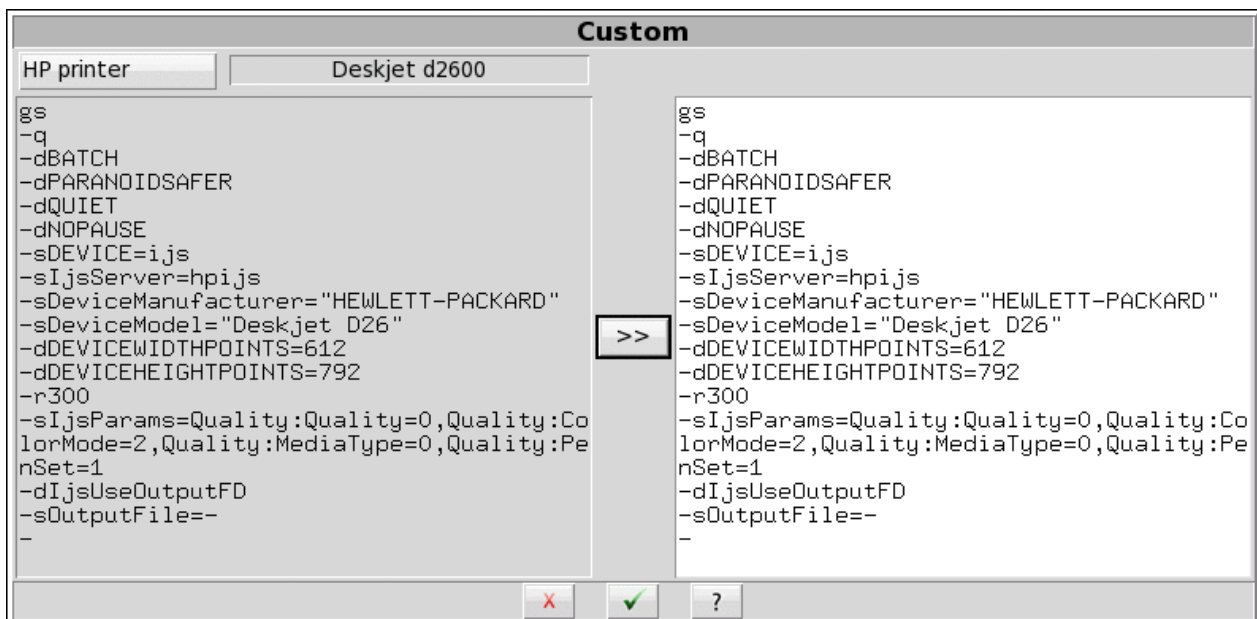 Custom
HP printer
Deskjet d2600
gs
-q
-dBATCH
-dPARANOIDSAFER
-dQUIET
-dNOPAUSE
-sDEVICE=ijs
-sIjsServer=hpijs
-sDeviceManufacturer="HEWLETT-PACKARD"
-sDeviceModel="Deskjet D26"
-dDEVICEWIDTHPOINTS=612
-dDEVICEHEIGHTPOINTS=792
-r300
-sIjsParams=Quality:Quality=0,Quality:Co
lorMode=2,Quality:MediaType=0,Quality:Pe
nSet=1
-dIjsUseOutputFD
-sOutputFile=-
-
>>
gs
-q
-dBATCH
-dPARANOIDSAFER
-dQUIET
-dNOPAUSE
-sDEVICE=ijs
-sIjsServer=hpijs
-sDeviceManufacturer="HEWLETT-PACKARD"
-sDeviceModel="Deskjet D26"
-dDEVICEWIDTHPOINTS=612
-dDEVICEHEIGHTPOINTS=792
-r300
-sIjsParams=Quality:Quality=0,Quality:Co
lorMode=2,Quality:MediaType=0,Quality:Pe
nSet=1
-dIjsUseOutputFD
-sOutputFile=-
-
?